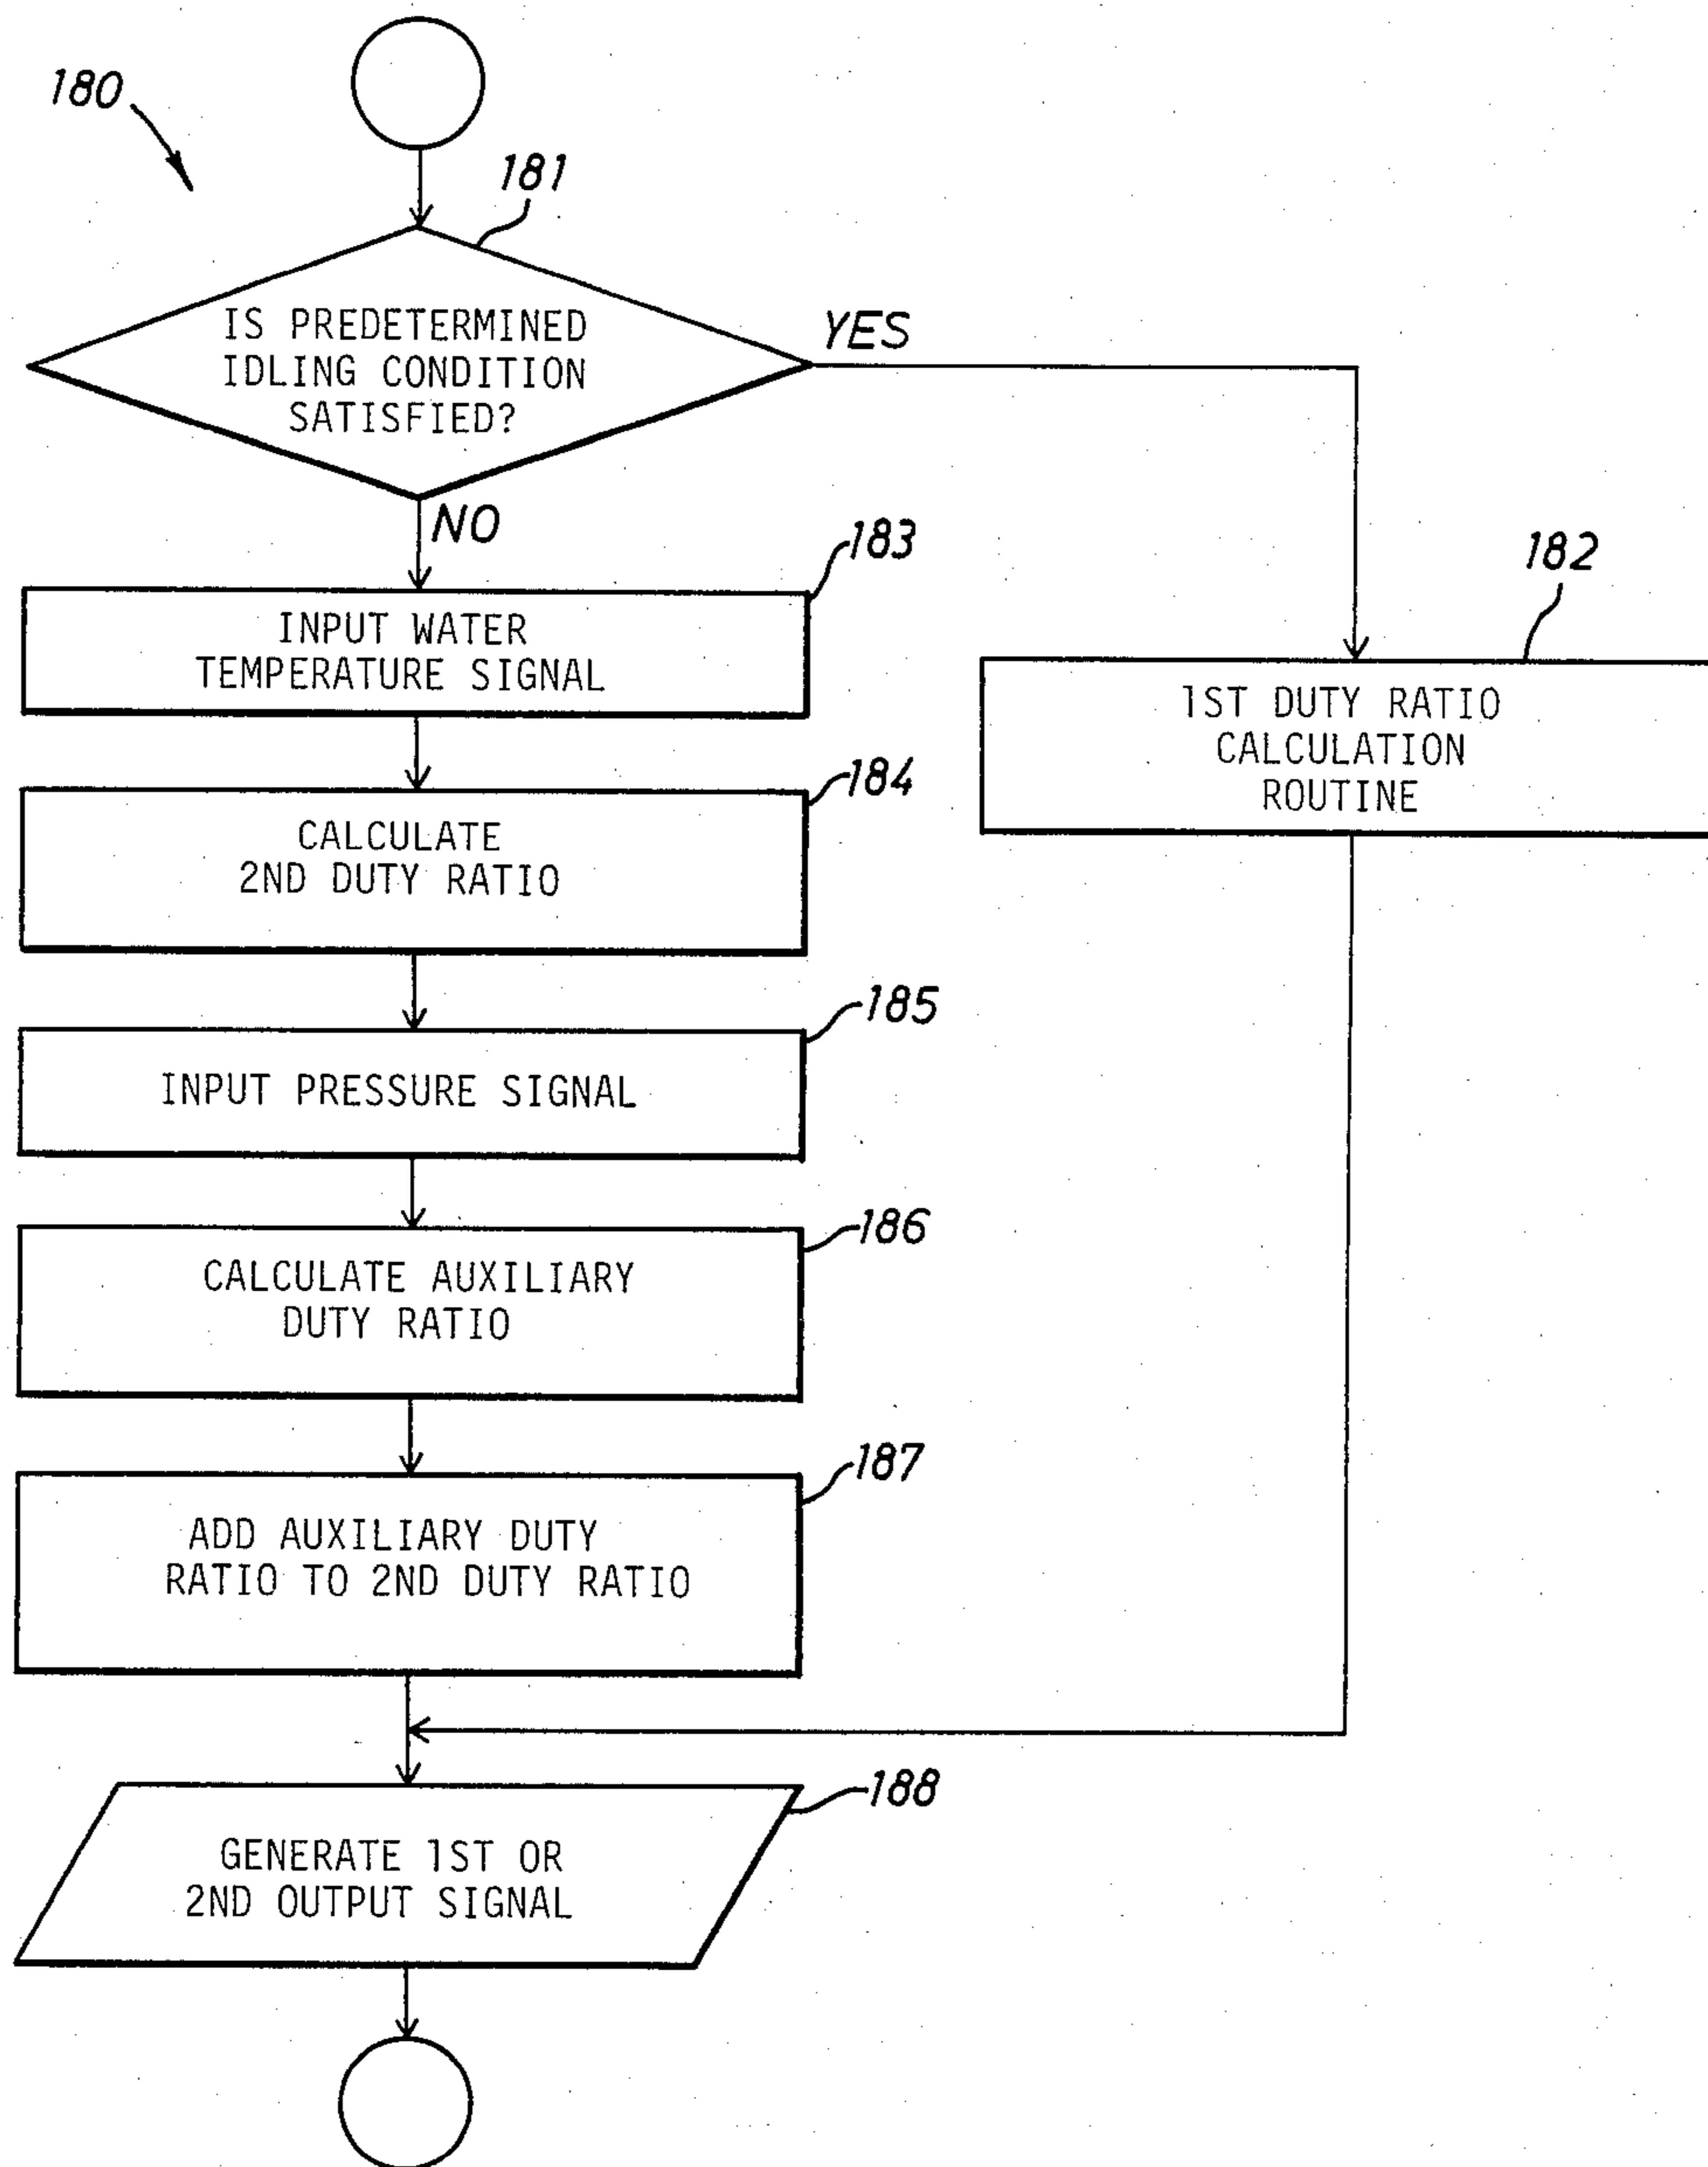 180
181
IS PREDETERMINED
IDLING CONDITION
SATISFIED?
YES
NO
183
INPUT WATER
TEMPERATURE SIGNAL
182
1ST DUTY RATIO
CALCULATION
ROUTINE
184
CALCULATE
2ND DUTY RATIO
185
INPUT PRESSURE SIGNAL
186
CALCULATE AUXILIARY
DUTY RATIO
187
ADD AUXILIARY DUTY
RATIO TO 2ND DUTY RATIO
188
GENERATE 1ST OR
2ND OUTPUT SIGNAL